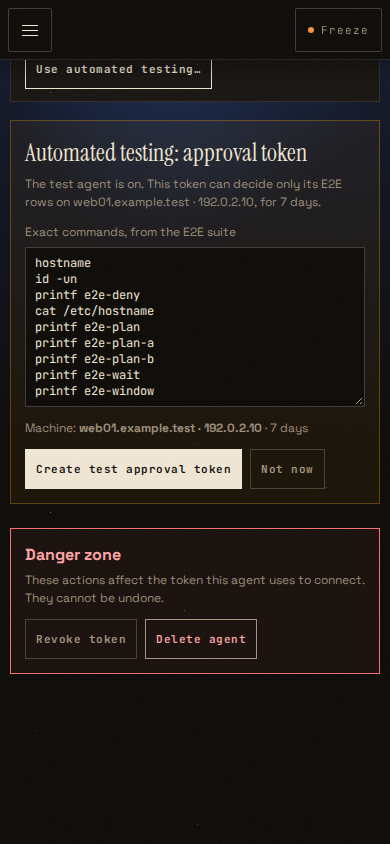 Freeze
Use automated testing…
Automated testing: approval token
The test agent is on. This token can decide only its E2E
rows on web01.example.test · 192.0.2.10, for 7 days.
Exact commands, from the E2E suite
hostname
id -un
printf e2e-deny
cat /etc/hostname
printf e2e-plan
printf e2e-plan-a
printf e2e-plan-b
printf e2e-wait
printf e2e-window
Machine: web01.example.test · 192.0.2.10 · 7 days
Create test approval token
Not now
Danger zone
These actions affect the token this agent uses to connect.
They cannot be undone.
Revoke token
Delete agent